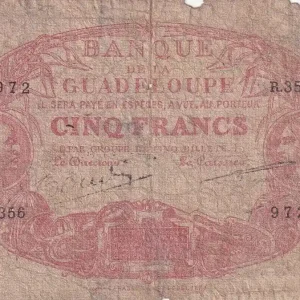 BANQUE
DE LA
GUADELOUPE
972 R.35
IL SERA PAYÉ EN ESPÈCES, A VUE, AU PORTEUR
CINQ FRANCS
Le Directeur Le Caissier
356 972